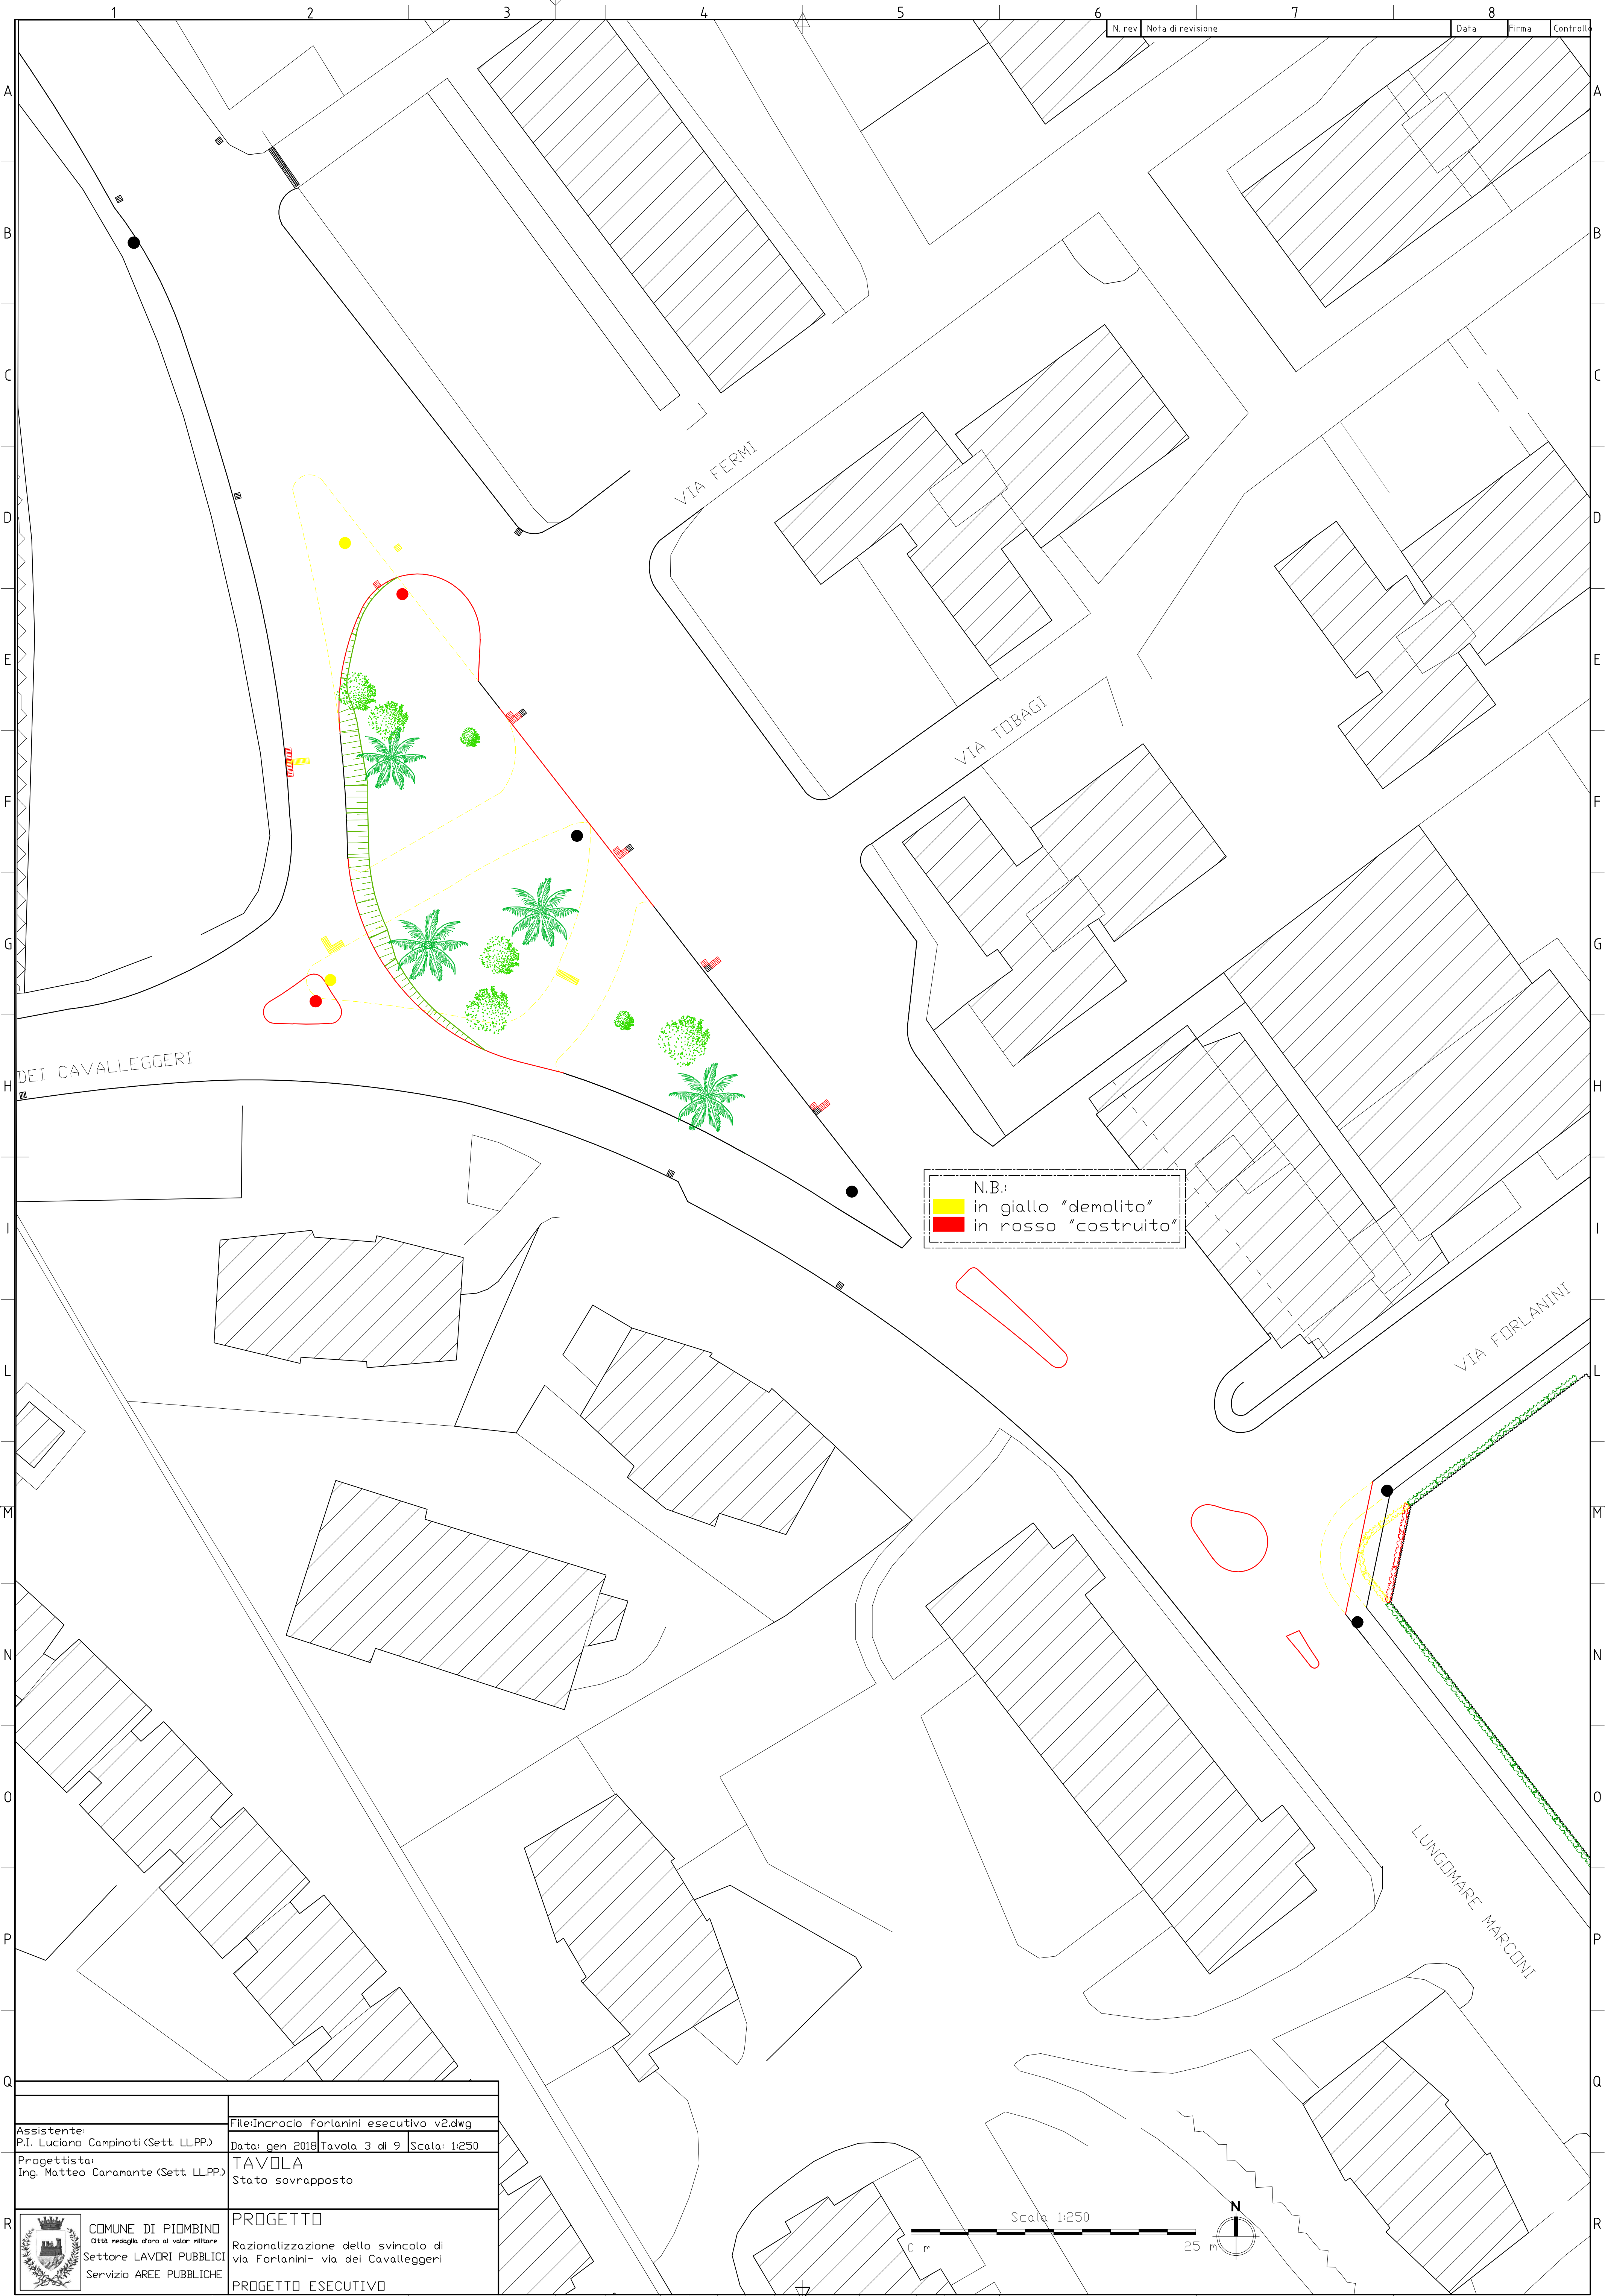 1 2 3 4 5 6 7 8
N. rev Nota di revisione Data Firma Controllo
A A
B B
C C
VIA FERMI
D D
E E
VIA TOBAGI
F F
G G
DEI CAVALLEGGERI
H H
N.B.:
in giallo "demolito"
in rosso "costruito"
I I
VIA FORLANINI
L L
M M
N N
O O
LUNGOMARE MARCONI
P P
Q Q
File:Incrocio forlanini esecutivo v2.dwg
Assistente:
P.I. Luciano Campinoti (Sett. LL.PP.)
Data: gen 2018 Tavola 3 di 9 Scala: 1:250
Progettista:
Ing. Matteo Caramante (Sett. LL.PP.)
TAVOLA
Stato sovrapposto
R R
COMUNE DI PIOMBINO
Città medaglia d'oro al valor militare
Settore LAVORI PUBBLICI
Servizio AREE PUBBLICHE
PROGETTO
Razionalizzazione dello svincolo di
via Forlanini- via dei Cavalleggeri
PROGETTO ESECUTIVO
Scala 1:250
0 m 25 m
N